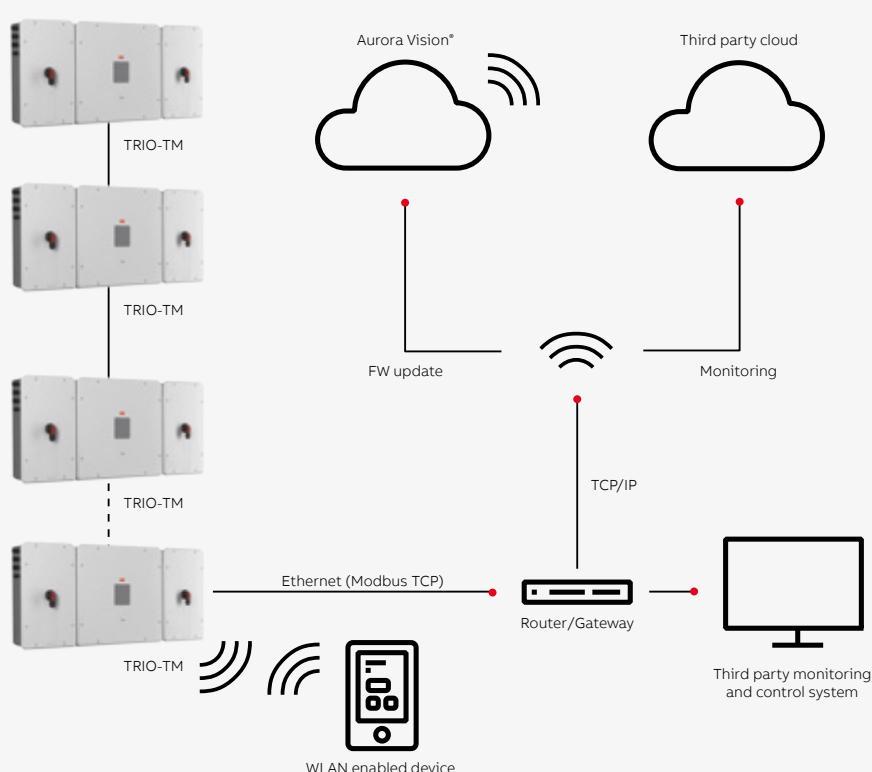 Aurora Vision®
Third party cloud
TRIO-TM
TRIO-TM
FW update
Monitoring
TCP/IP
TRIO-TM
Ethernet (Modbus TCP)
Router/Gateway
TRIO-TM
Third party monitoring
and control system
WLAN enabled device